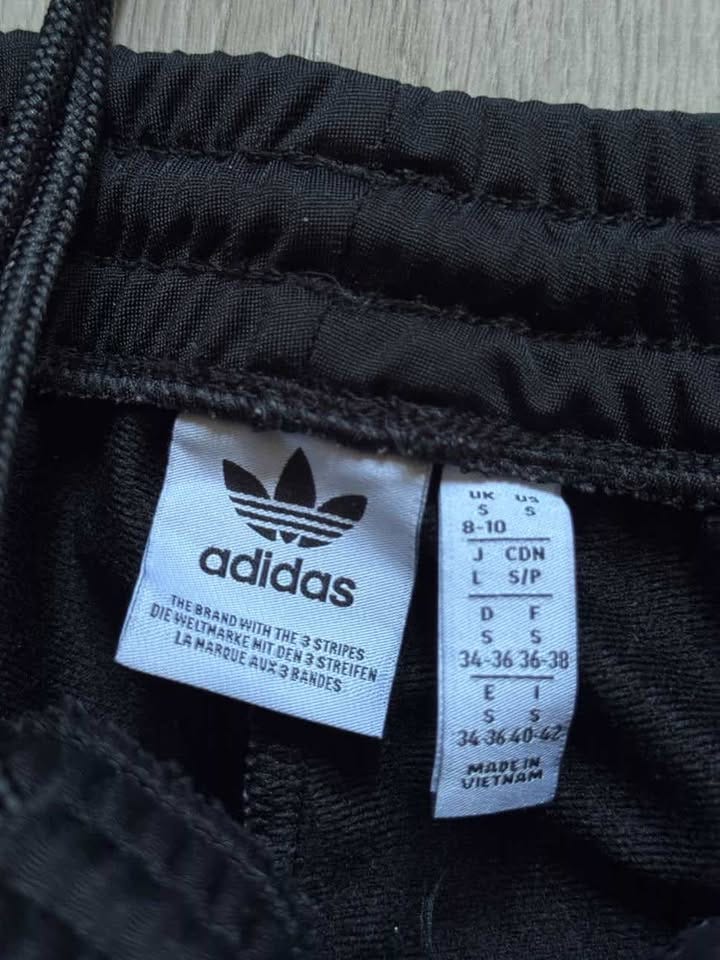 adidas
THE BRAND WITH THE 3 STRIPES
DIE WELTMARKE MIT DEN 3 STREIFEN
LA MARQUE AUX 3 BANDES
UK US
S S
8-10
J CDN
L S/P
D F
S S
34-36 36-38
E I
S S
34-36 40-42
MADE IN
VIETNAM